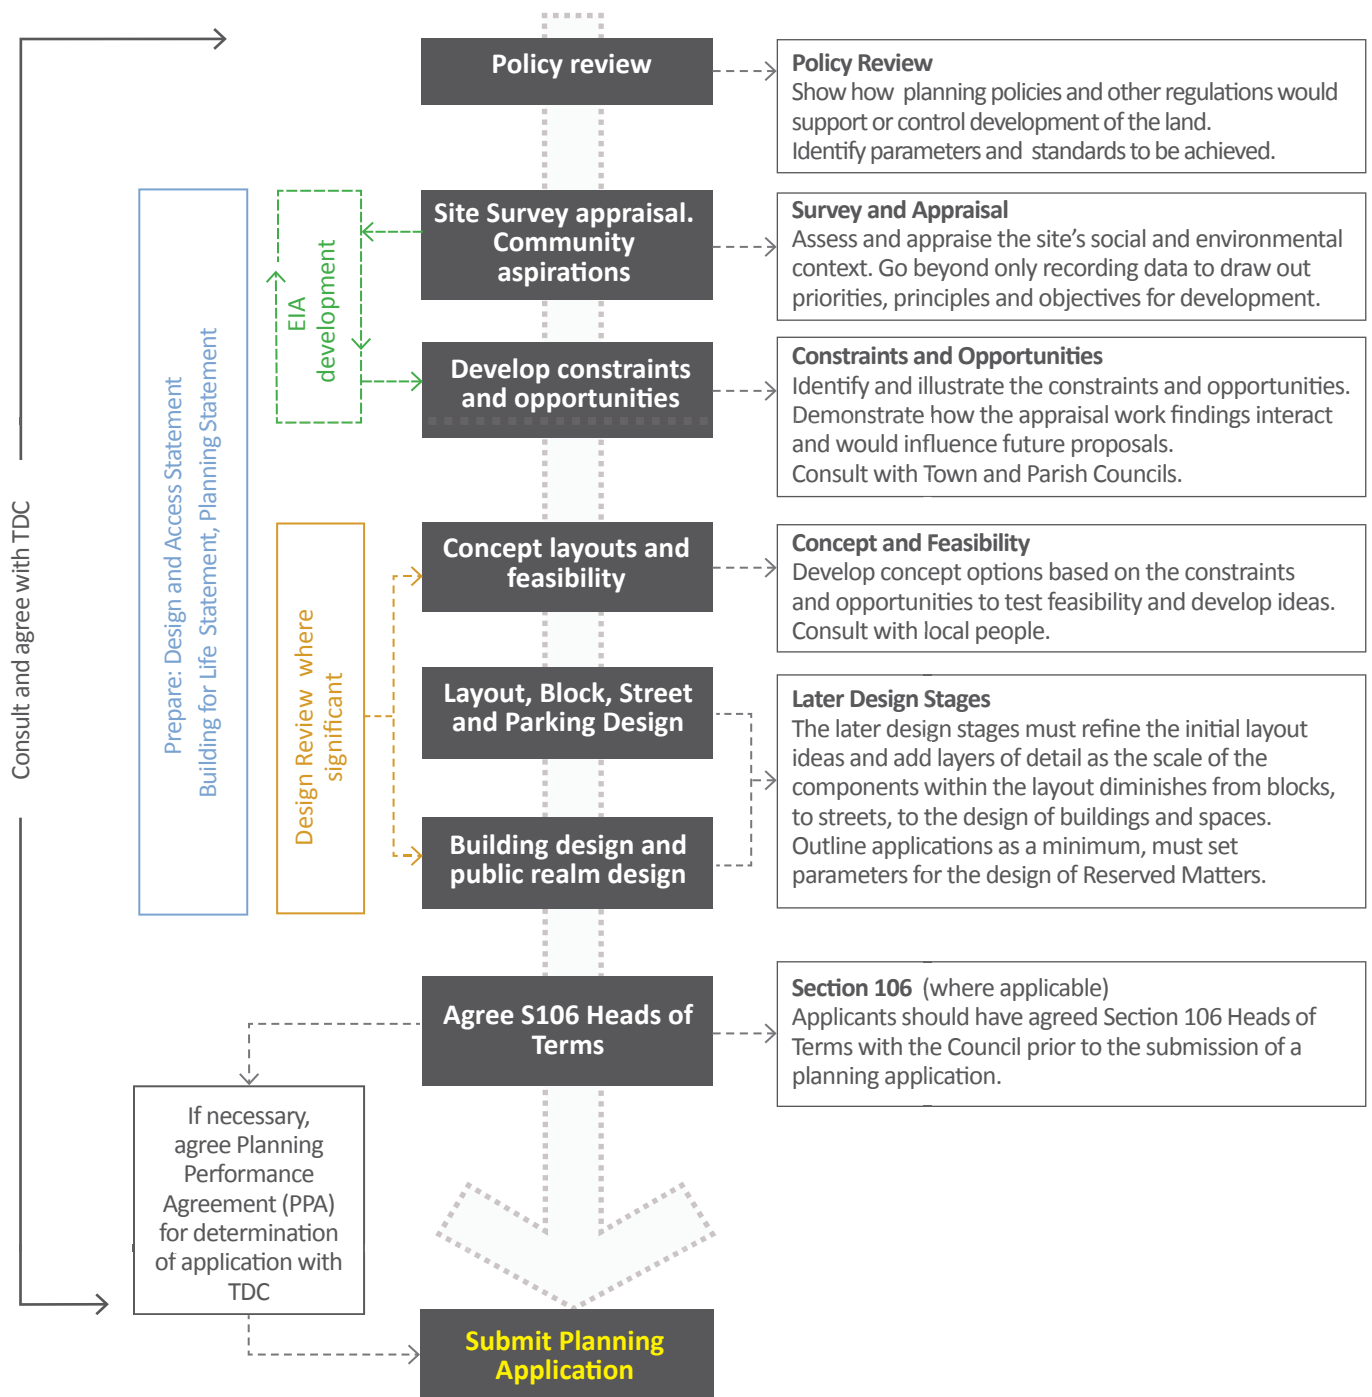 Consult and agree with TDC
Prepare: Design and Access Statement
Building for Life Statement, Planning Statement
EIA
development
Design Review where
significant
Policy review
Policy Review
Show how planning policies and other regulations would
support or control development of the land.
Identify parameters and standards to be achieved.
Site Survey appraisal.
Community
aspirations
Survey and Appraisal
Assess and appraise the site's social and environmental
context. Go beyond only recording data to draw out
priorities, principles and objectives for development.
Develop constraints
and opportunities
Constraints and Opportunities
Identify and illustrate the constraints and opportunities.
Demonstrate how the appraisal work findings interact
and would influence future proposals.
Consult with Town and Parish Councils.
Concept layouts and
feasibility
Concept and Feasibility
Develop concept options based on the constraints
and opportunities to test feasibility and develop ideas.
Consult with local people.
Layout, Block, Street
and Parking Design
Building design and
public realm design
Later Design Stages
The later design stages must refine the initial layout
ideas and add layers of detail as the scale of the
components within the layout diminishes from blocks,
to streets, to the design of buildings and spaces.
Outline applications as a minimum, must set
parameters for the design of Reserved Matters.
Agree S106 Heads of
Terms
Section 106 (where applicable)
Applicants should have agreed Section 106 Heads of
Terms with the Council prior to the submission of a
planning application.
If necessary,
agree Planning
Performance
Agreement (PPA)
for determination
of application with
TDC
Submit Planning
Application